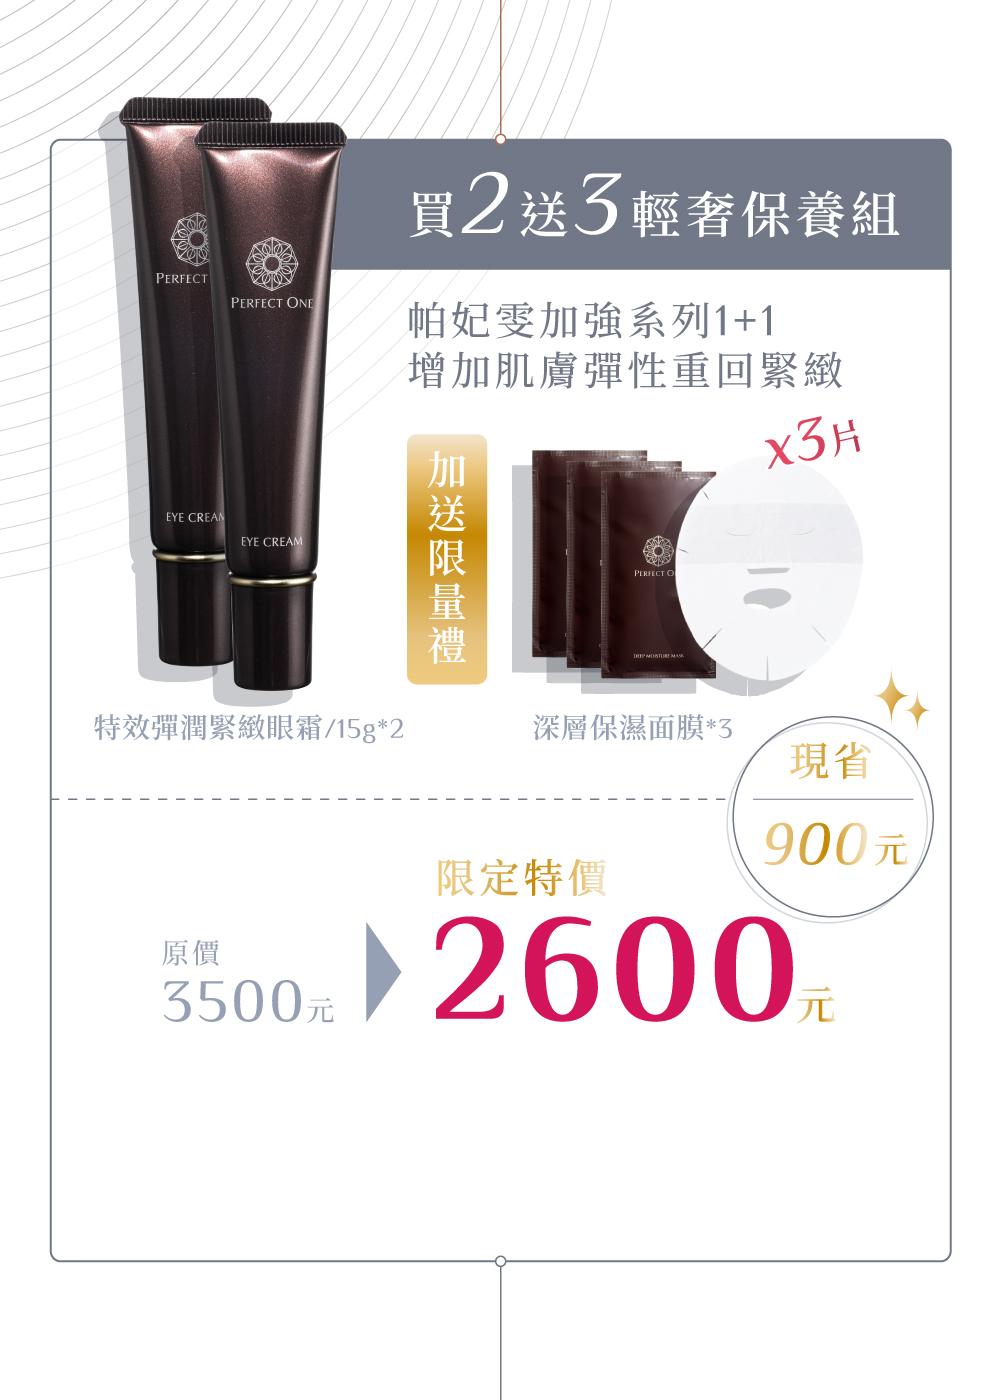 買2送3輕奢保養組
帕妃雯加強系列1+1
增加肌膚彈性重回緊緻
PERFECT
PERFECT ONE
EYE CREAM
EYE CREAM
加送限量禮
x3片
PERFECT O
DEEP MOISTURE MASK
特效彈潤緊緻眼霜/15g*2
深層保濕面膜*3
現省
900元
限定特價
原價
3500元
2600元